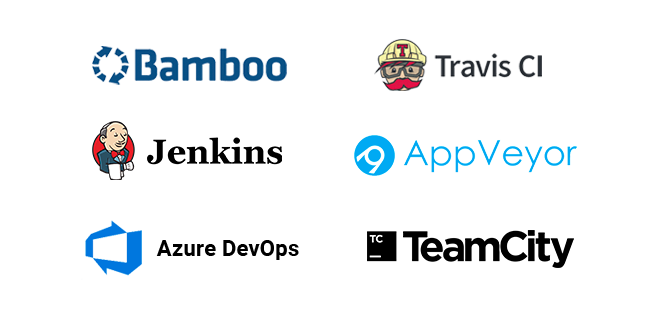 Bamboo
T
Travis CI
Jenkins
AppVeyor
Azure DevOps
TC
TeamCity